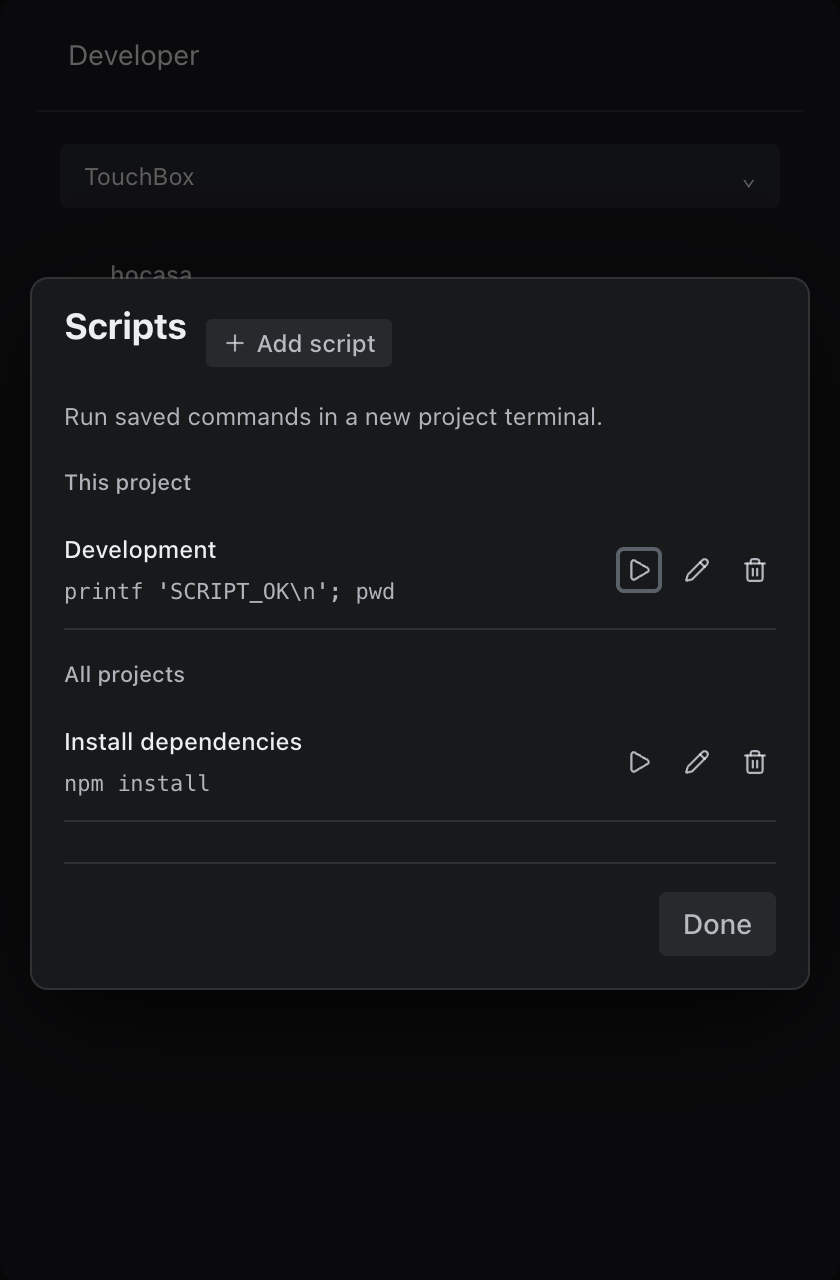 Developer
TouchBox
hocasa
Scripts
+ Add script
Run saved commands in a new project terminal.
This project
Development
printf 'SCRIPT_OK\n'; pwd
All projects
Install dependencies
npm install
Done